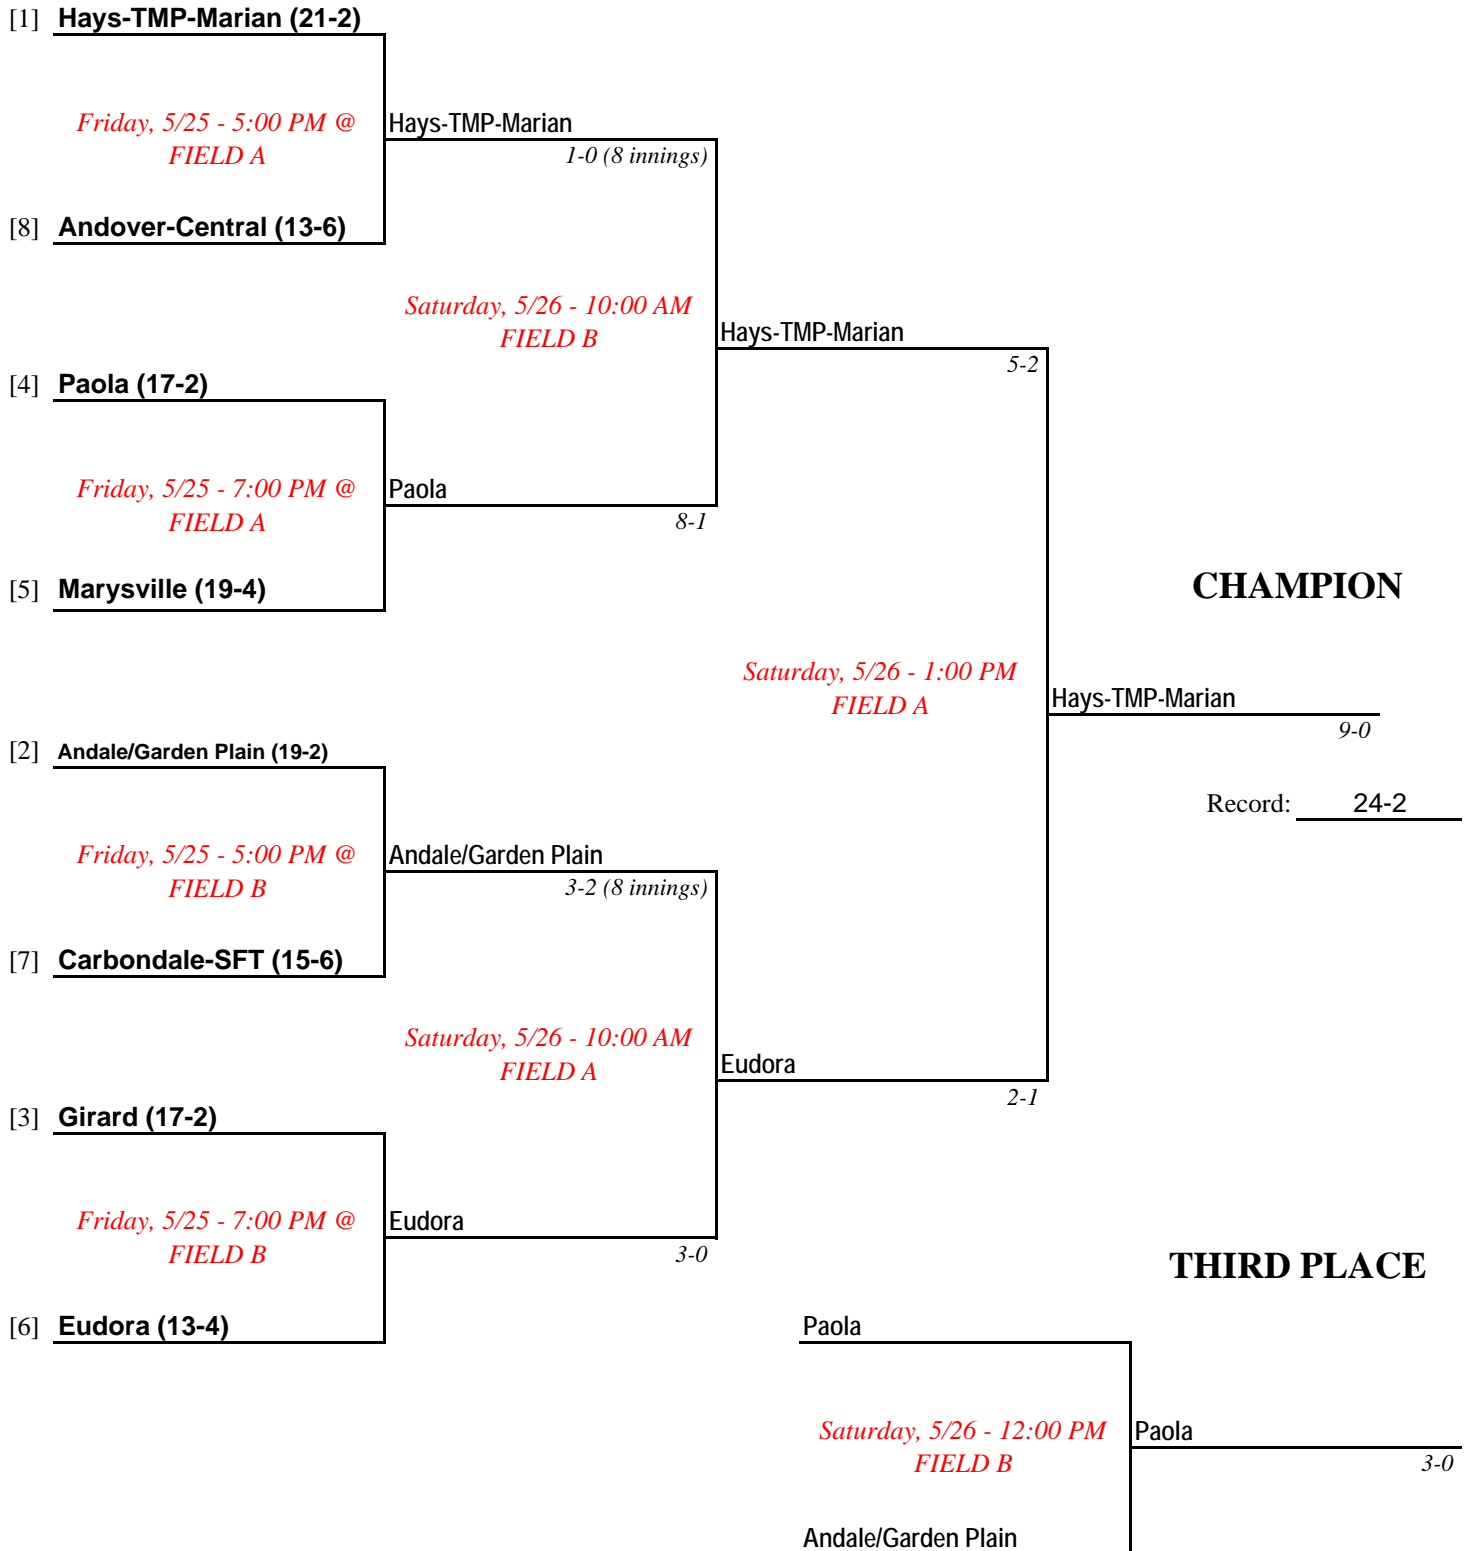 [1] Hays-TMP-Marian (21-2)
Friday, 5/25 - 5:00 PM @
FIELD A
Hays-TMP-Marian
1-0 (8 innings)
[8] Andover-Central (13-6)
Saturday, 5/26 - 10:00 AM
FIELD B
Hays-TMP-Marian
5-2
[4] Paola (17-2)
Friday, 5/25 - 7:00 PM @
FIELD A
Paola
8-1
[5] Marysville (19-4)
CHAMPION
Saturday, 5/26 - 1:00 PM
FIELD A
Hays-TMP-Marian
9-0
Record: 24-2
[2] Andale/Garden Plain (19-2)
Friday, 5/25 - 5:00 PM @
FIELD B
Andale/Garden Plain
3-2 (8 innings)
[7] Carbondale-SFT (15-6)
Saturday, 5/26 - 10:00 AM
FIELD A
Eudora
2-1
[3] Girard (17-2)
Friday, 5/25 - 7:00 PM @
FIELD B
Eudora
3-0
[6] Eudora (13-4)
THIRD PLACE
Paola
Saturday, 5/26 - 12:00 PM
FIELD B
Paola
3-0
Andale/Garden Plain